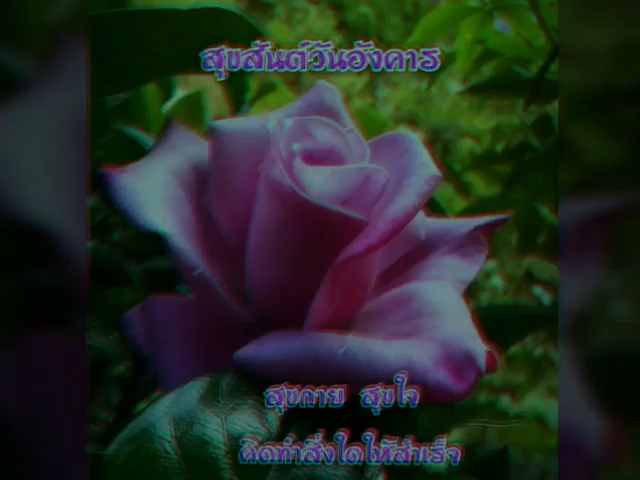 สุขสันต์วันอังคาร
สุขกาย สุขใจ
คิดทำสิ่งใดให้สำเร็จ